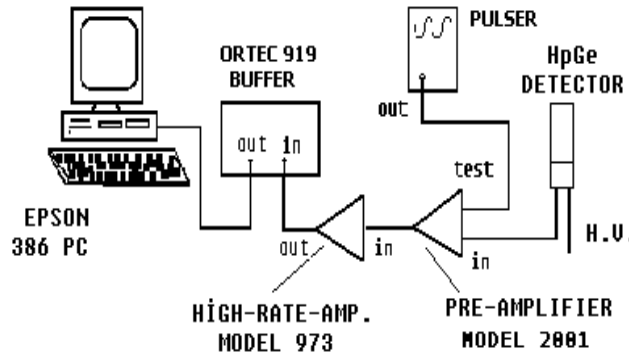 PULSER
ORTEC 919
BUFFER
HpGe
DETECTOR
out
out in
test
EPSON
386 PC
out
in
in
H.V.
HİGH-RATE-AMP.
MODEL 973
PRE-AMPLIFIER
MODEL 2001